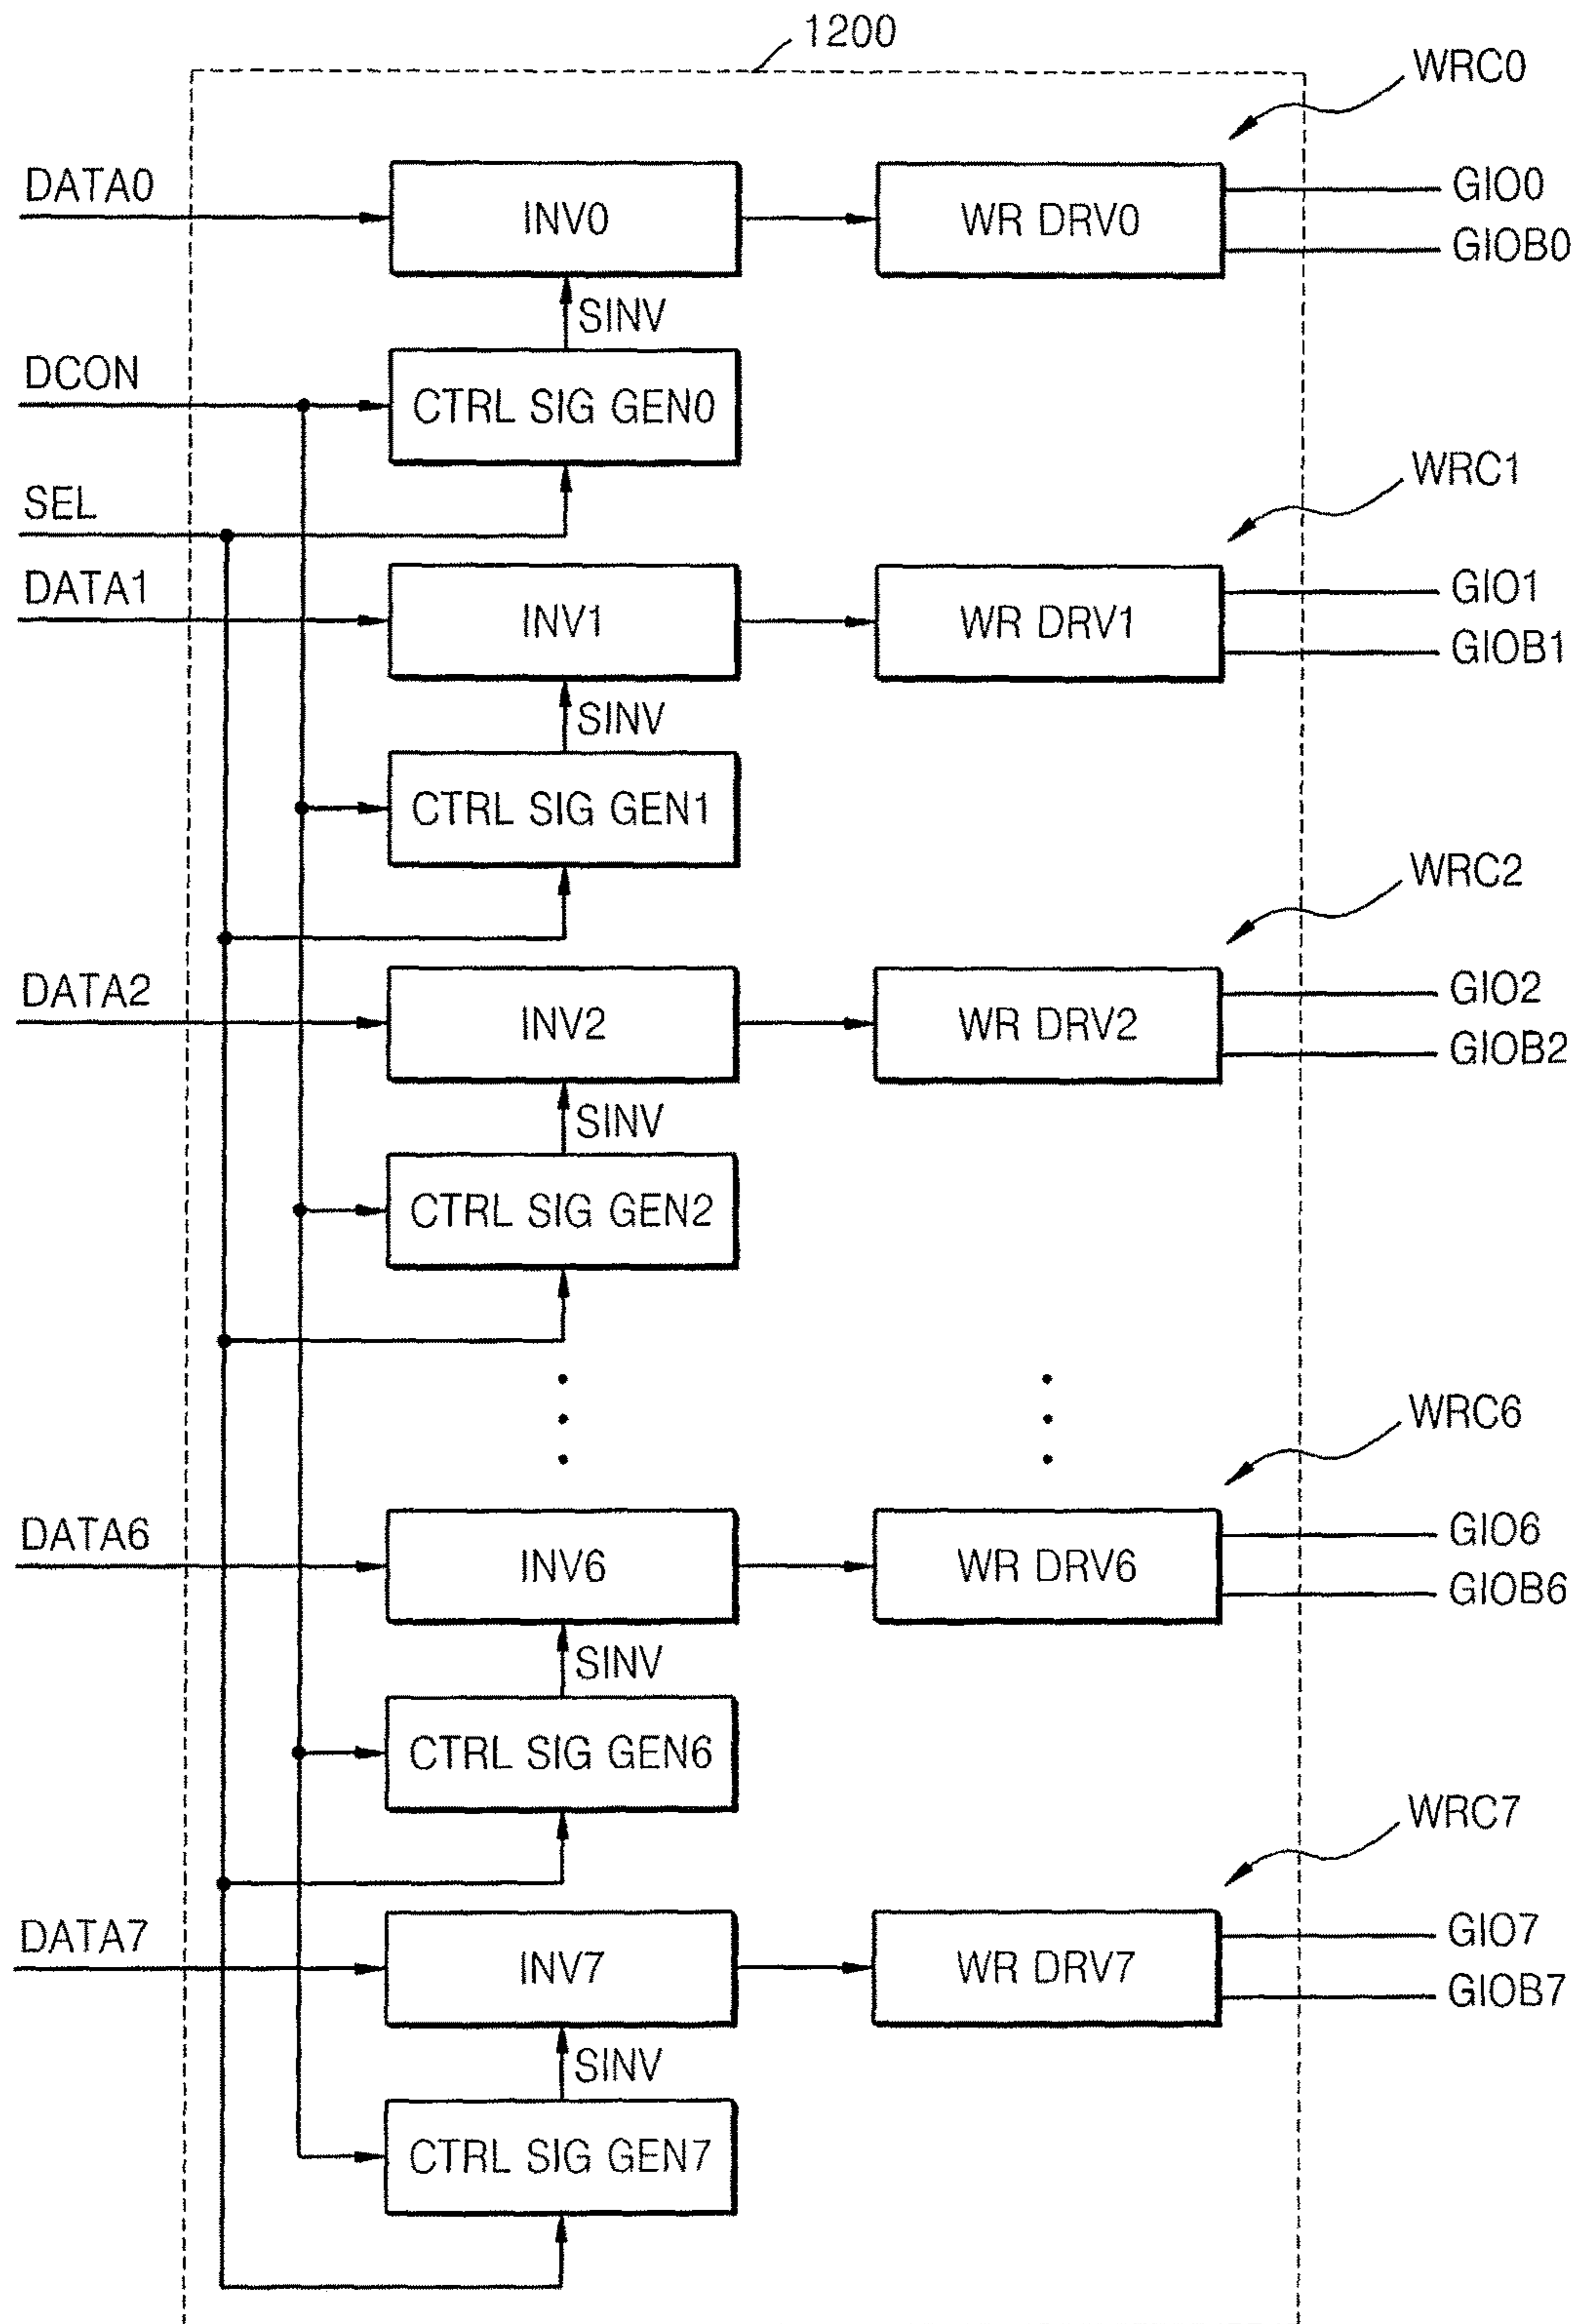 1200
WRC0
DATA0
INV0
WR DRV0
GIO0
GIOB0
SINV
DCON
CTRL SIG GEN0
SEL
WRC1
DATA1
INV1
WR DRV1
GIO1
GIOB1
SINV
CTRL SIG GEN1
WRC2
DATA2
INV2
WR DRV2
GIO2
GIOB2
SINV
CTRL SIG GEN2
WRC6
DATA6
INV6
WR DRV6
GIO6
GIOB6
SINV
CTRL SIG GEN6
WRC7
DATA7
INV7
WR DRV7
GIO7
GIOB7
SINV
CTRL SIG GEN7